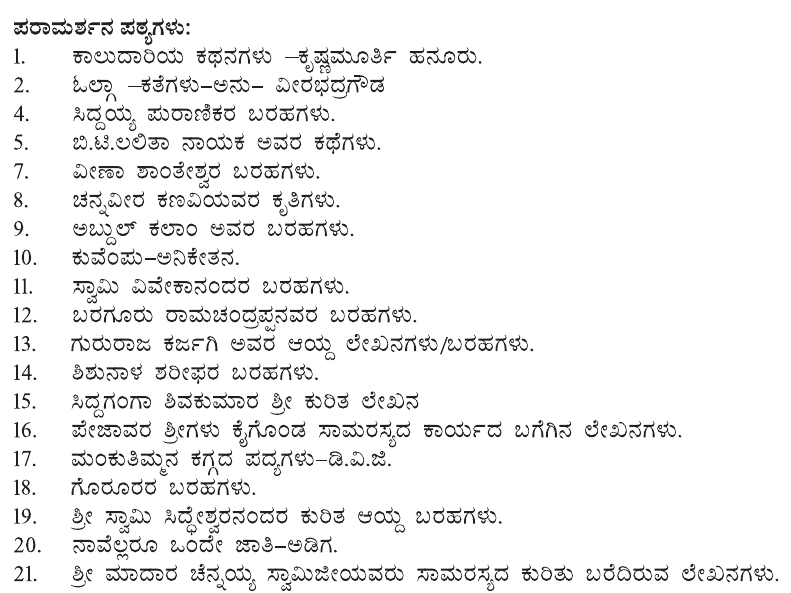 ಪರಾಮರ್ಶನ ಪಠ್ಯಗಳು:
1. ಕಾಲುದಾರಿಯ ಕಥನಗಳು –ಕೃಷ್ಣಮೂರ್ತಿ ಹನೂರು.
2. ಓಲ್ಗಾ –ಕತೆಗಳು–ಅನು– ವೀರಭದ್ರಗೌಡ
4. ಸಿದ್ದಯ್ಯ ಪುರಾಣಿಕರ ಬರಹಗಳು.
5. ಬಿ.ಟಿ.ಲಲಿತಾ ನಾಯಕ ಅವರ ಕಥೆಗಳು.
7. ವೀಣಾ ಶಾಂತೇಶ್ವರ ಬರಹಗಳು.
8. ಚನ್ನವೀರ ಕಣವಿಯವರ ಕೃತಿಗಳು.
9. ಅಬ್ದುಲ್ ಕಲಾಂ ಅವರ ಬರಹಗಳು.
10. ಕುವೆಂಪು–ಅನಿಕೇತನ.
11. ಸ್ವಾಮಿ ವಿವೇಕಾನಂದರ ಬರಹಗಳು.
12. ಬರಗೂರು ರಾಮಚಂದ್ರಪ್ಪನವರ ಬರಹಗಳು.
13. ಗುರುರಾಜ ಕರ್ಜಗಿ ಅವರ ಆಯ್ದ ಲೇಖನಗಳು/ಬರಹಗಳು.
14. ಶಿಶುನಾಳ ಶರೀಫರ ಬರಹಗಳು.
15. ಸಿದ್ದಗಂಗಾ ಶಿವಕುಮಾರ ಶ್ರೀ ಕುರಿತ ಲೇಖನ
16. ಪೇಜಾವರ ಶ್ರೀಗಳು ಕೈಗೊಂಡ ಸಾಮರಸ್ಯದ ಕಾರ್ಯದ ಬಗೆಗಿನ ಲೇಖನಗಳು.
17. ಮಂಕುತಿಮ್ಮನ ಕಗ್ಗದ ಪದ್ಯಗಳು–ಡಿ.ವಿ.ಜಿ.
18. ಗೊರೂರರ ಬರಹಗಳು.
19. ಶ್ರೀ ಸ್ವಾಮಿ ಸಿದ್ಧೇಶ್ವರನಂದರ ಕುರಿತ ಆಯ್ದ ಬರಹಗಳು.
20. ನಾವೆಲ್ಲರೂ ಒಂದೇ ಜಾತಿ–ಅಡಿಗ.
21. ಶ್ರೀ ಮಾದಾರ ಚೆನ್ನಯ್ಯ ಸ್ವಾಮಿಜೀಯವರು ಸಾಮರಸ್ಯದ ಕುರಿತು ಬರೆದಿರುವ ಲೇಖನಗಳು.